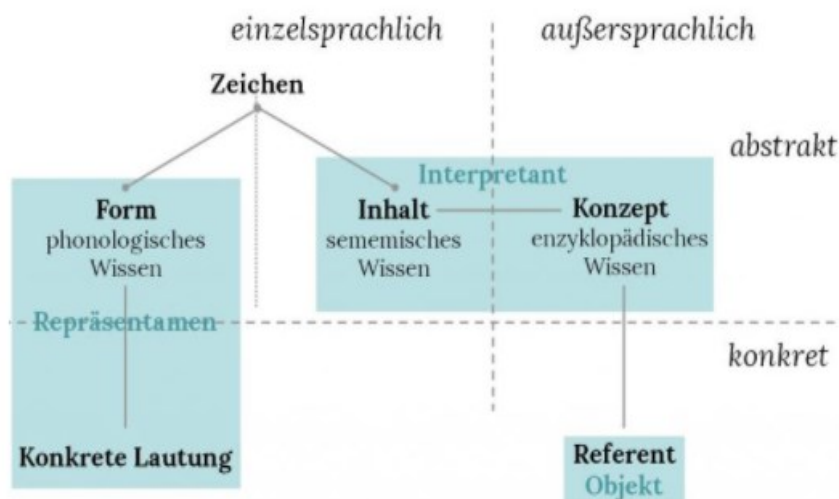 einzelsprachlich außersprachlich
Zeichen
abstrakt
Interpretant
Form Inhalt Konzept
phonologisches sememisches enzyklopädisches
Wissen Wissen Wissen
Repräsentamen
konkret
Konkrete Lautung Referent
Objekt